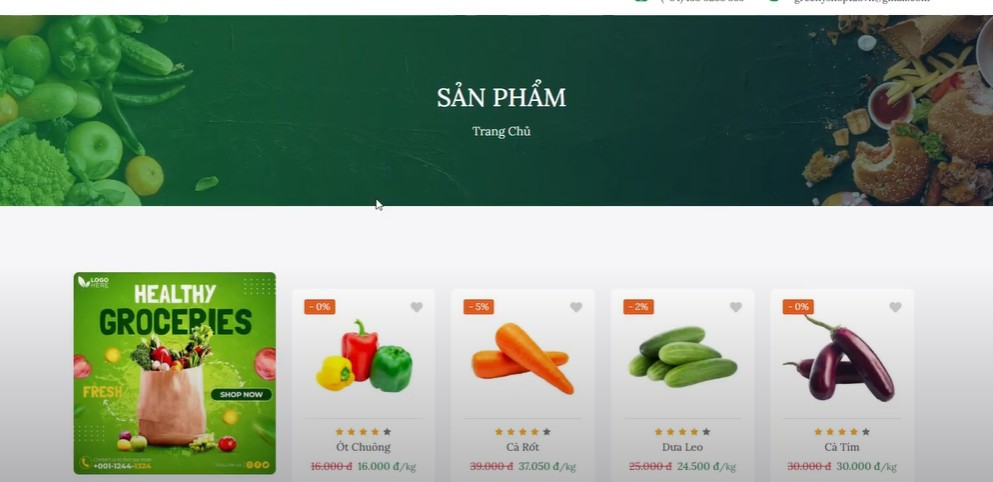 SẢN PHẨM
Trang Chủ
LOGO
HERE
HEALTHY
GROCERIES
FRESH
SHOP NOW
+001-1244-1324
- 0%
Ớt Chuông
16.000 đ 16.000 đ/kg
- 5%
Cà Rốt
39.000 đ 37.050 đ/kg
- 2%
Dưa Leo
25.000 đ 24.500 đ/kg
- 0%
Cà Tím
30.000 đ 30.000 đ/kg